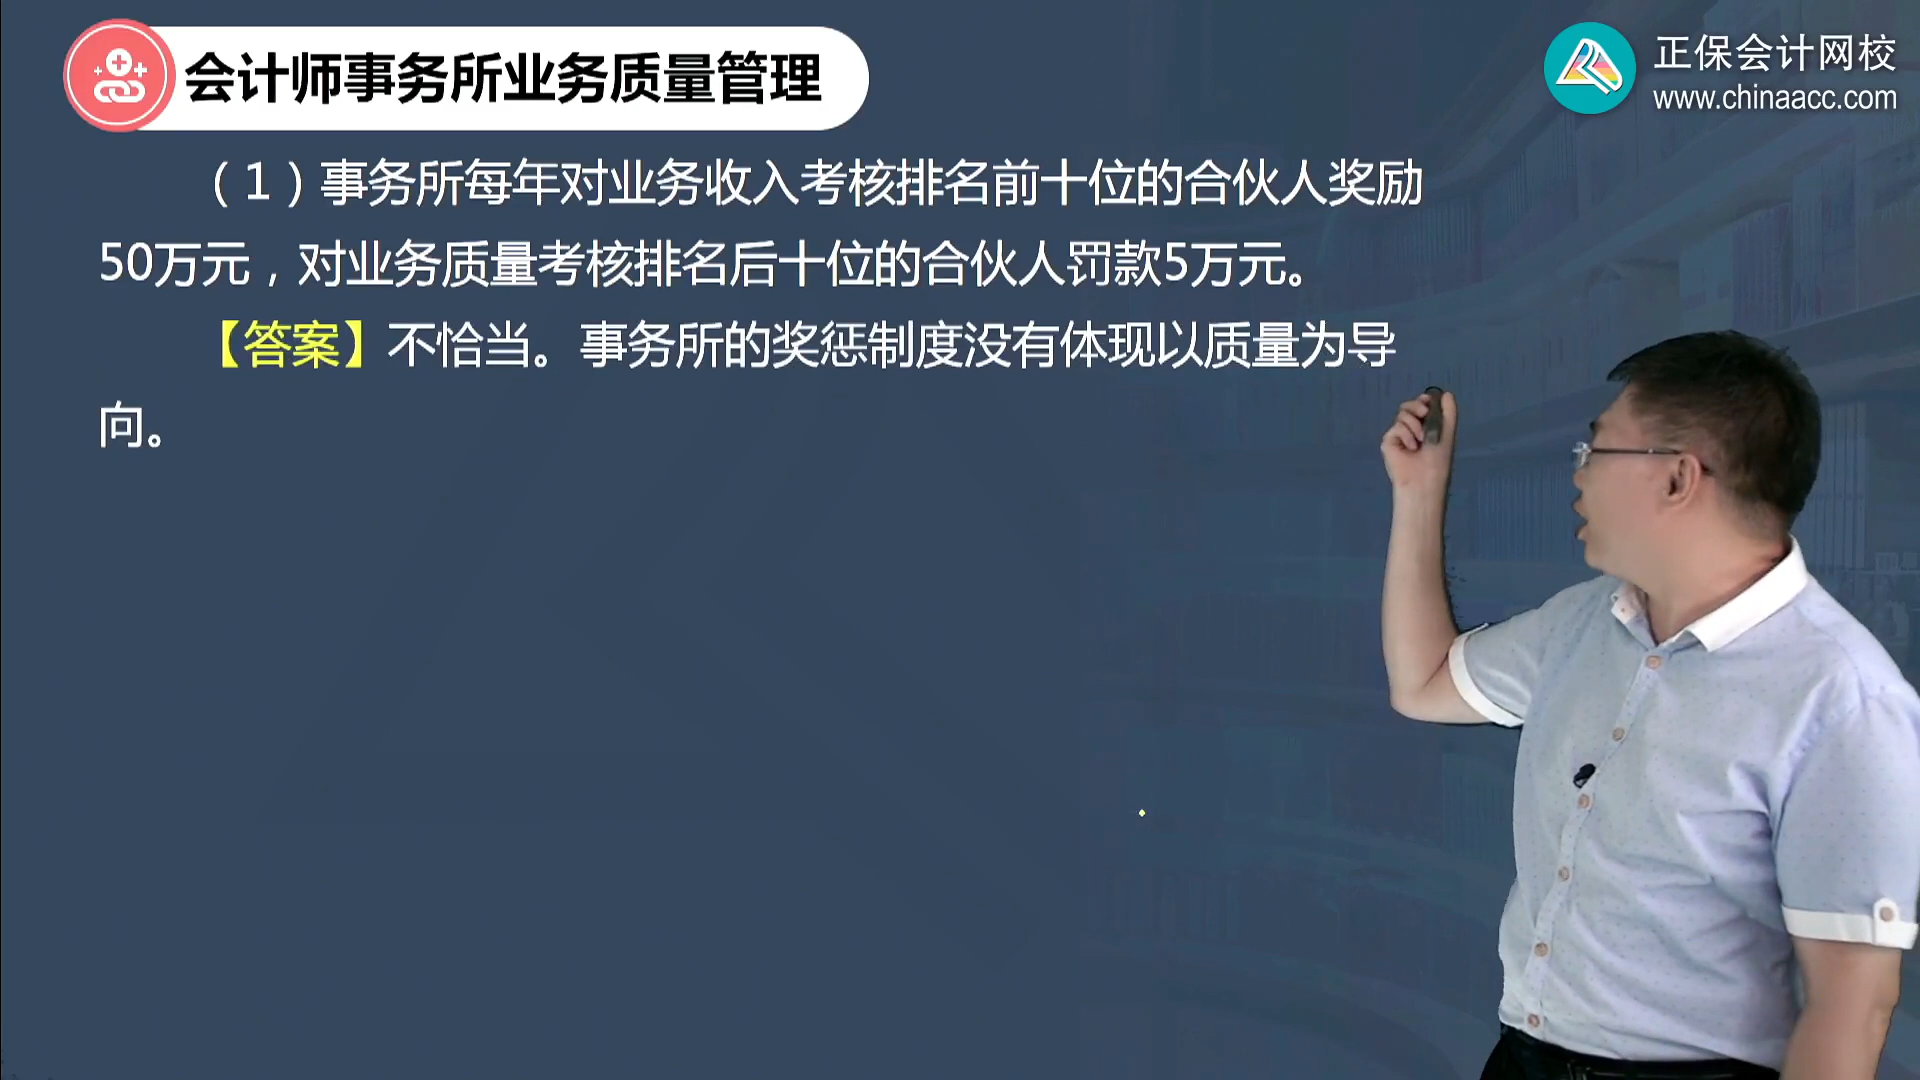 会计师事务所业务质量管理
正保会计网校
www.chinaacc.com
（1）事务所每年对业务收入考核排名前十位的合伙人奖励
50万元，对业务质量考核排名后十位的合伙人罚款5万元。
【答案】不恰当。事务所的奖惩制度没有体现以质量为导
向。